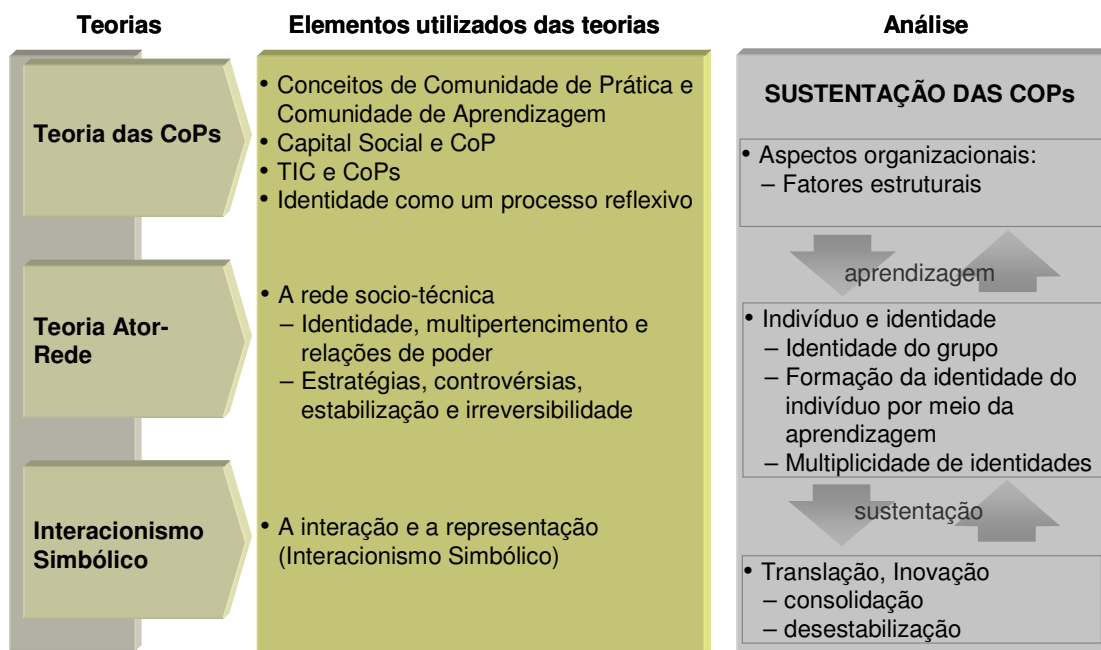 Teorias
Elementos utilizados das teorias
Análise
Teoria das CoPs
• Conceitos de Comunidade de Prática e
Comunidade de Aprendizagem
• Capital Social e CoP
• TIC e CoPs
• Identidade como um processo reflexivo
Teoria Ator-
Rede
• A rede socio-técnica
– Identidade, multipertencimento e
relações de poder
– Estratégias, controvérsias,
estabilização e irreversibilidade
Interacionismo
Simbólico
• A interação e a representação
(Interacionismo Simbólico)
SUSTENTAÇÃO DAS COPs
• Aspectos organizacionais:
– Fatores estruturais
aprendizagem
• Indivíduo e identidade
– Identidade do grupo
– Formação da identidade do
indivíduo por meio da
aprendizagem
– Multiplicidade de identidades
sustentação
• Translação, Inovação
– consolidação
– desestabilização